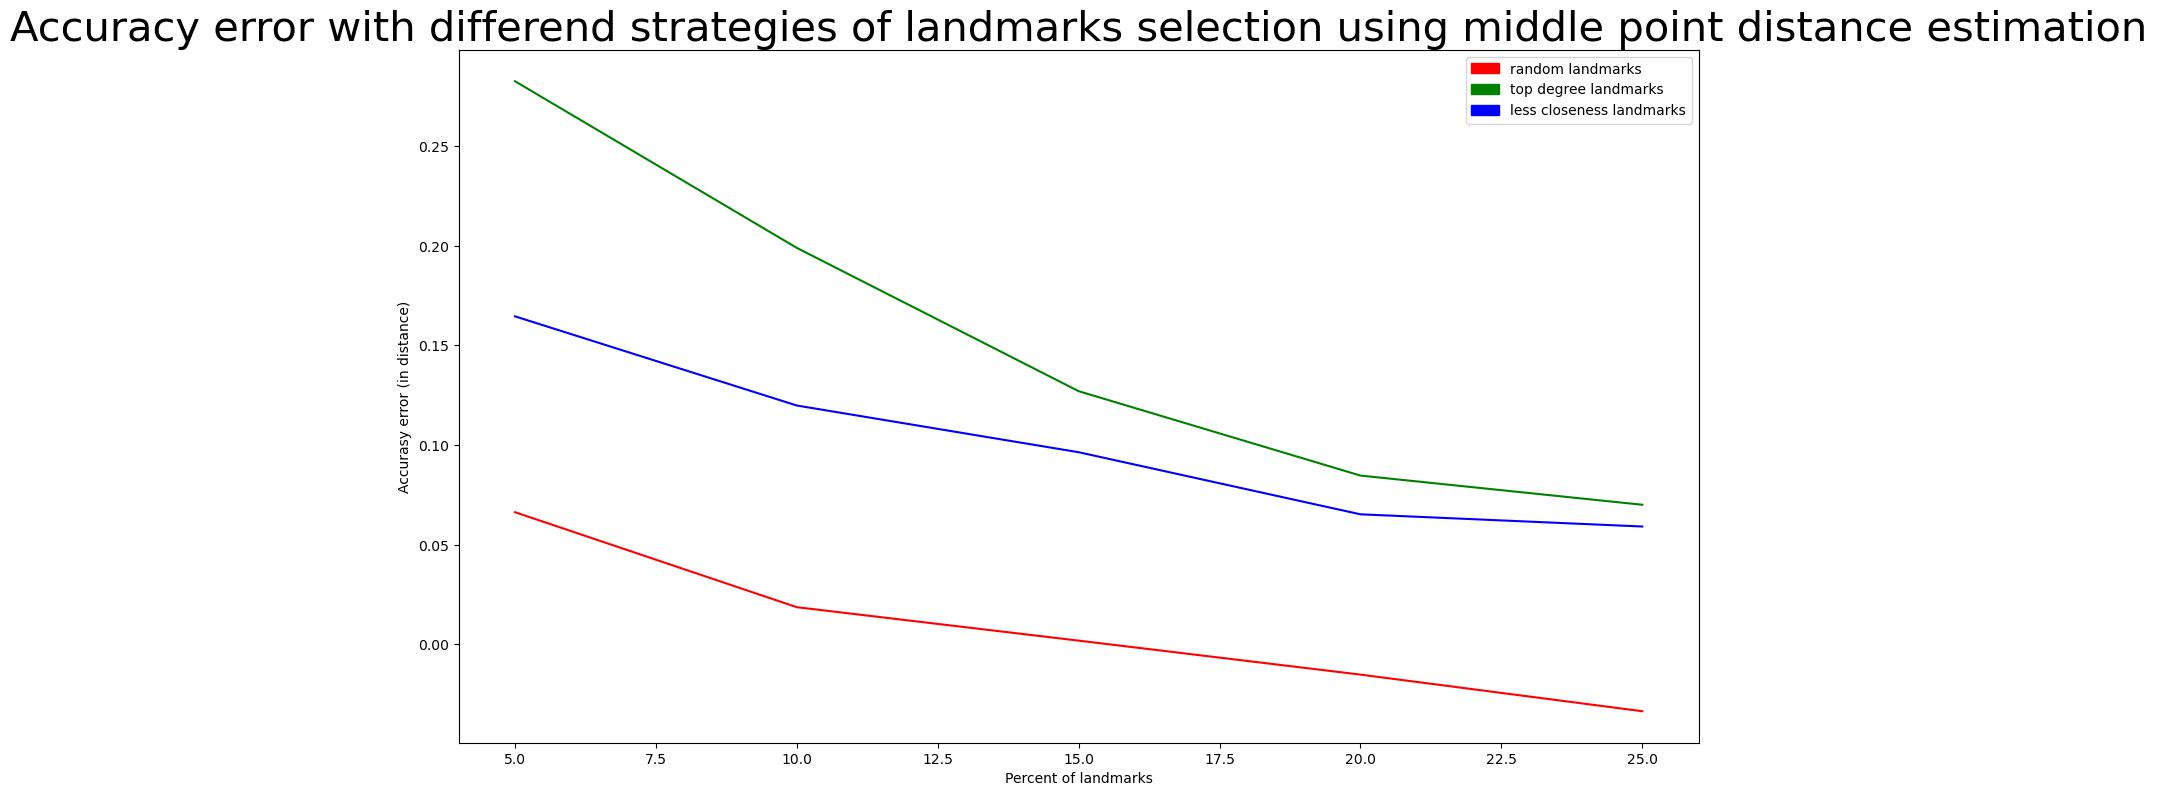 Accuracy error with differend strategies of landmarks selection using middle point distance estimation
random landmarks
top degree landmarks
less closeness landmarks
0.25
0.20
0.15
0.10
0.05
0.00
Accurasy error (in distance)
5.0 7.5 10.0 12.5 15.0 17.5 20.0 22.5 25.0
Percent of landmarks